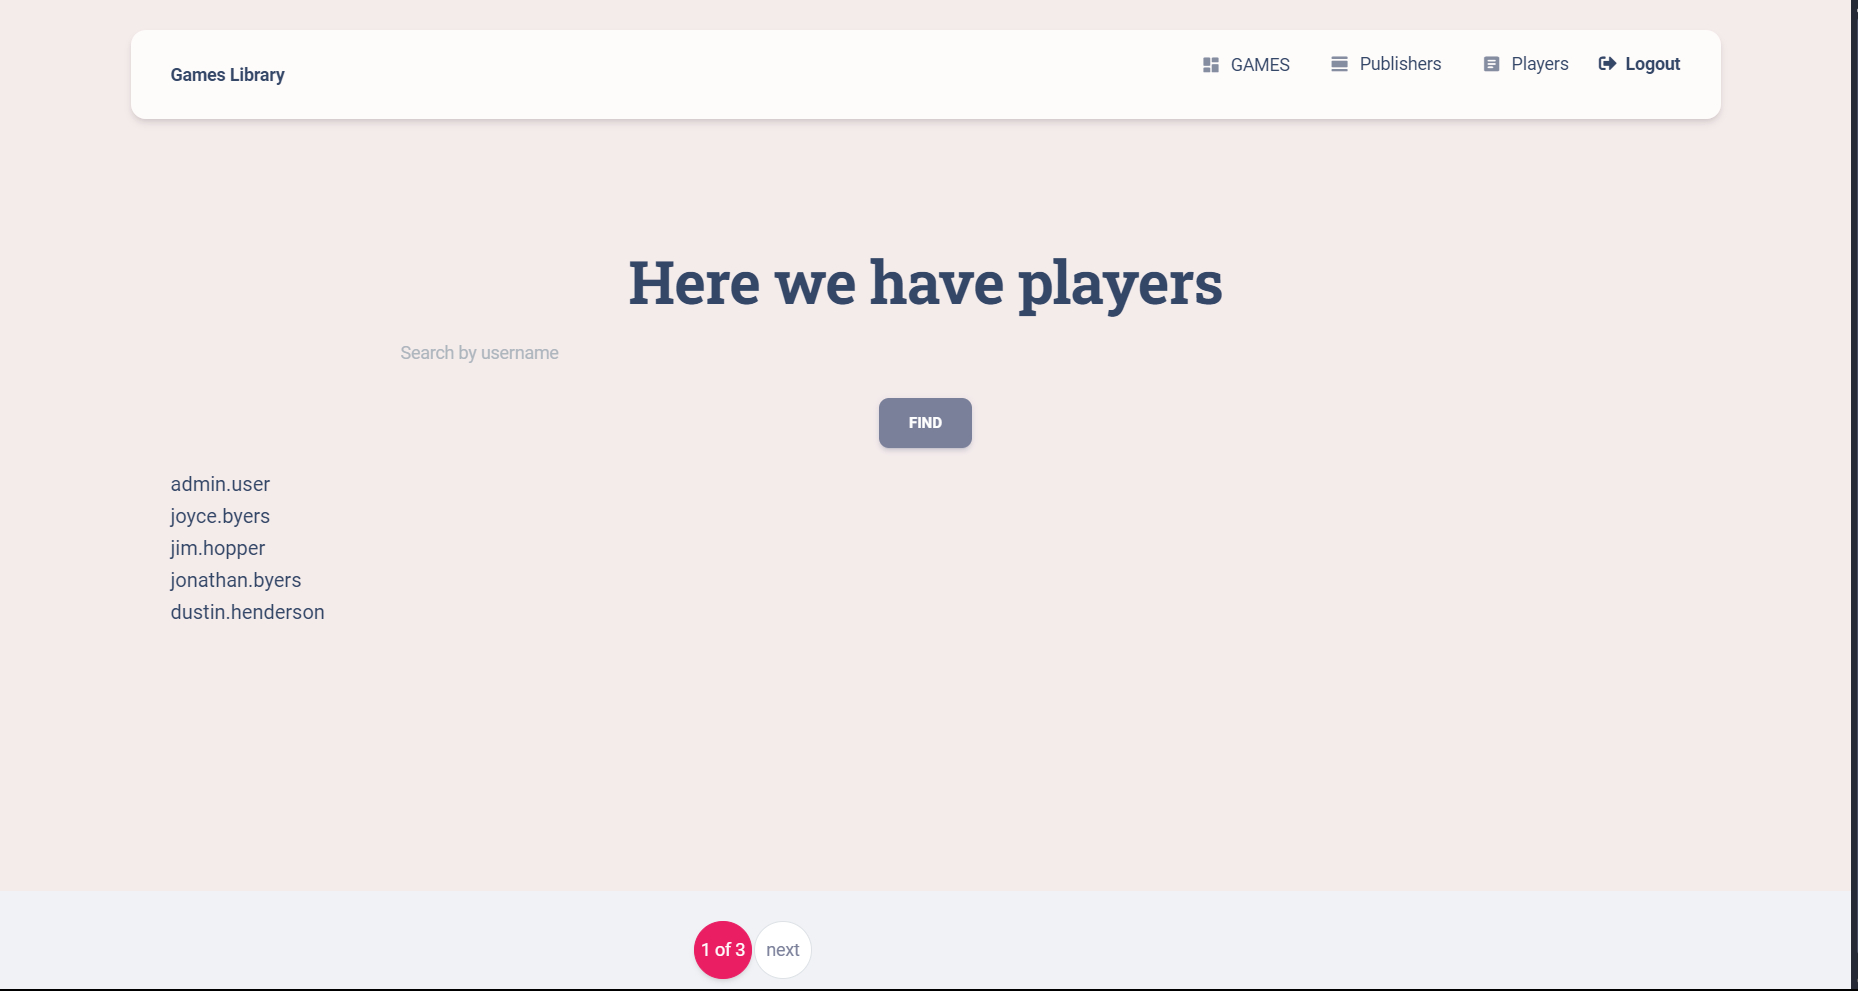 Games Library
GAMES
Publishers
Players
Logout
Here we have players
Search by username
FIND
admin.user
joyce.byers
jim.hopper
jonathan.byers
dustin.henderson
1 of 3
next